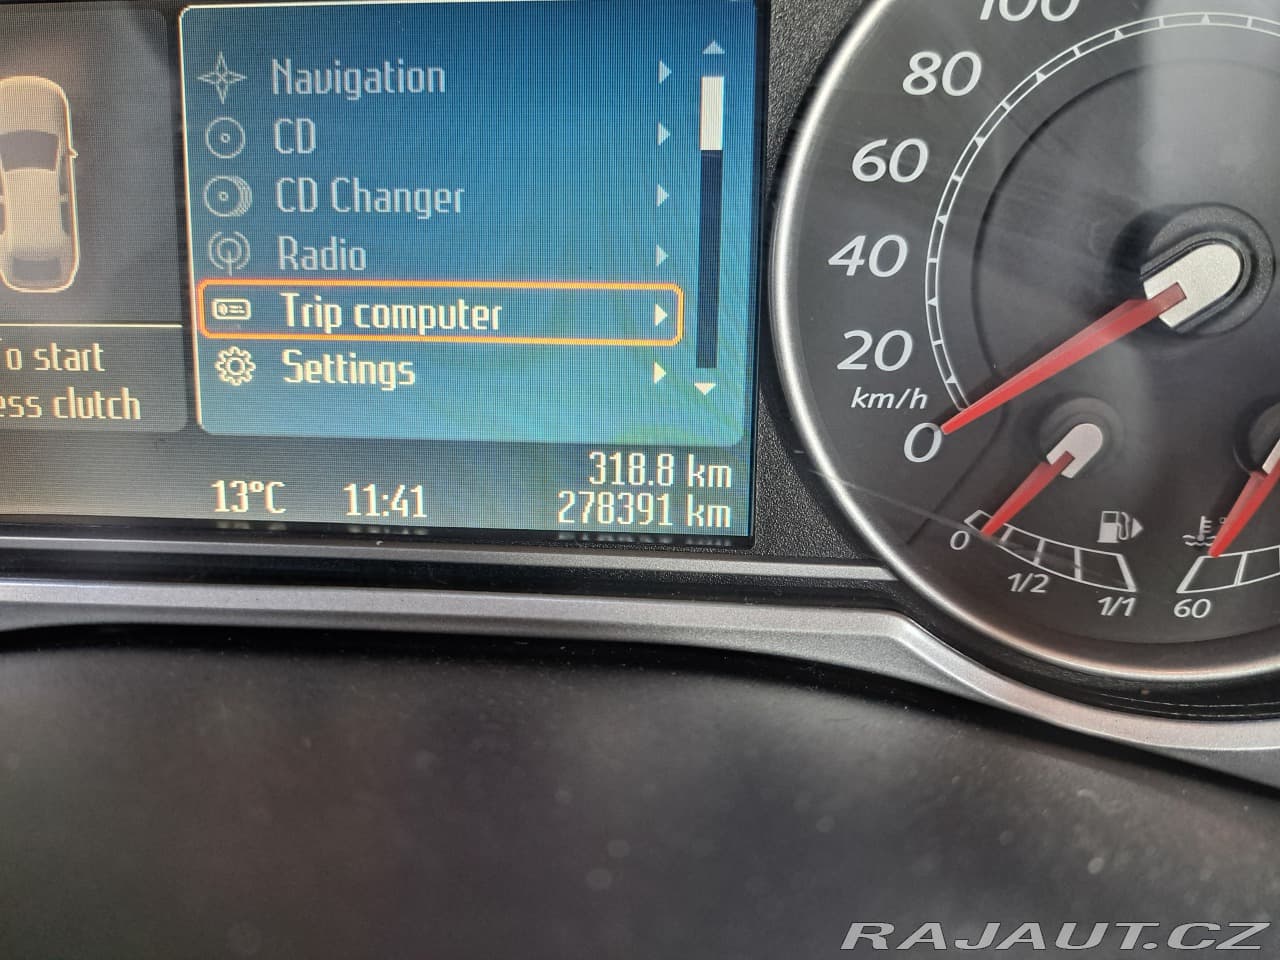 Navigation
CD
CD Changer
Radio
Trip computer
Settings
To start
ess clutch
318.8 km
13°C 11:41 278391 km
100
80
60
40
20
km/h
0
0
1/2
1/1
60
RAJAUT.CZ